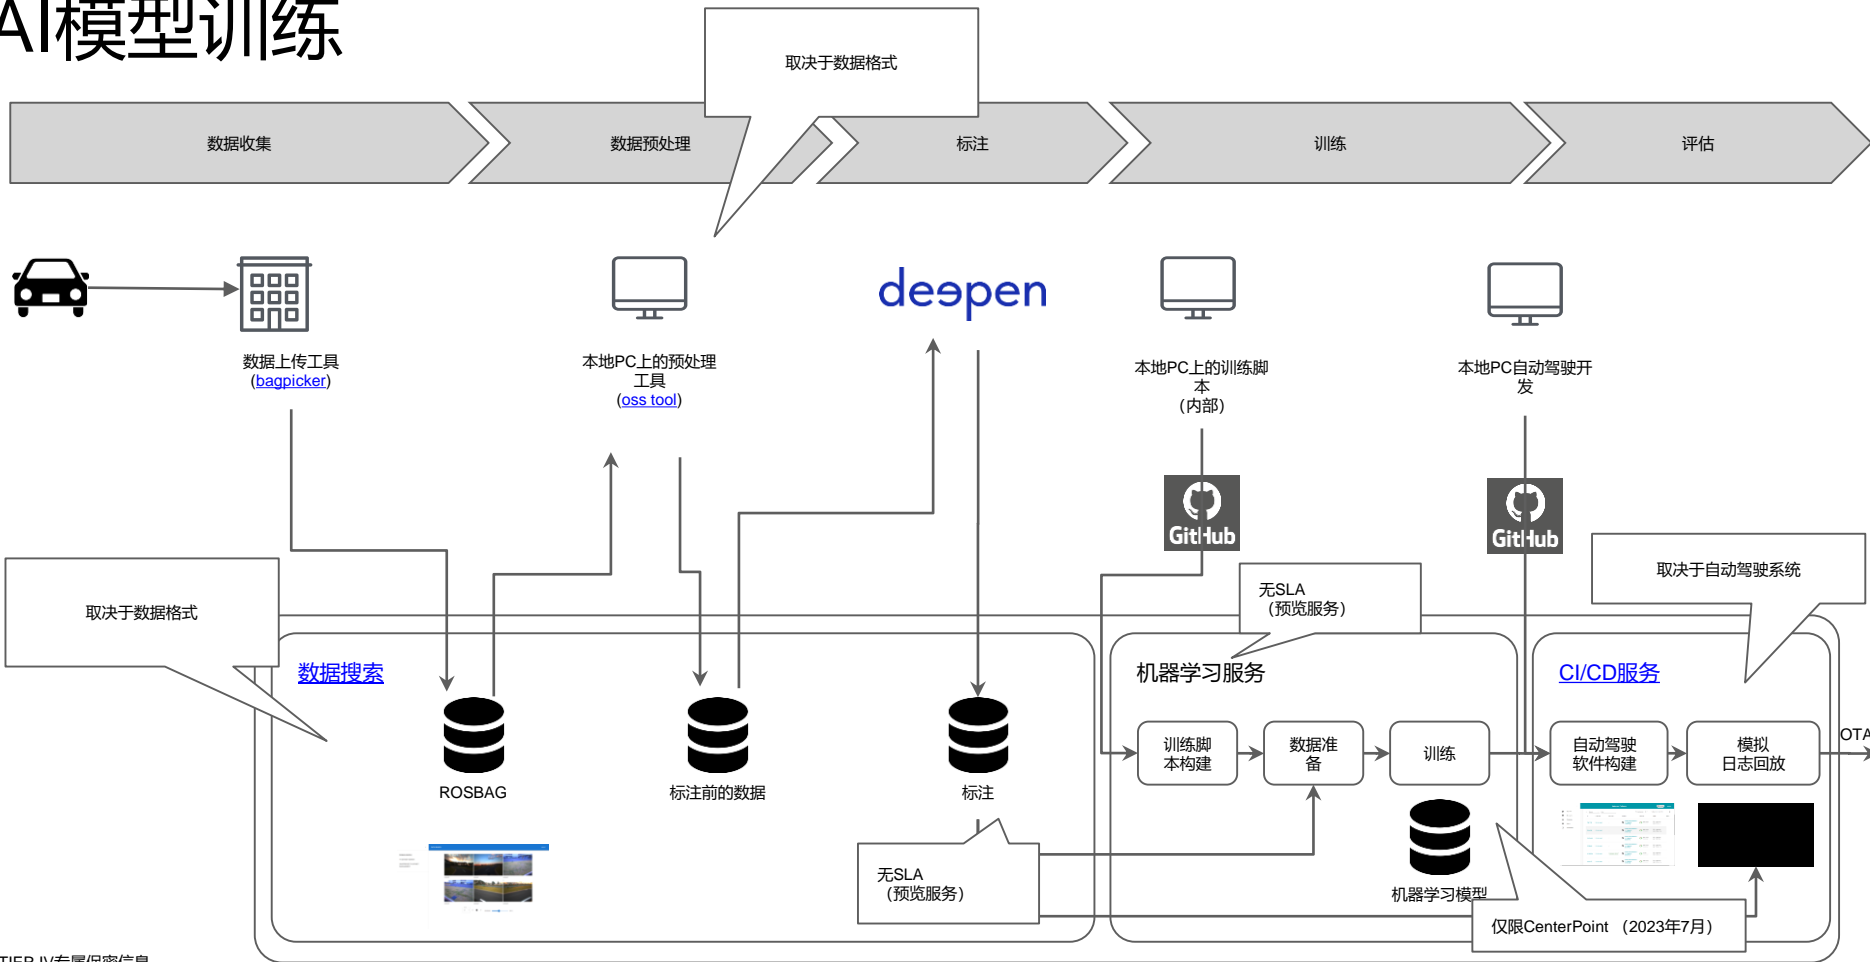 AI模型训练
取决于数据格式
数据收集
数据预处理
标注
训练
评估
deepen
数据上传工具
(bagpicker)
本地PC上的预处理
工具
(oss tool)
本地PC上的训练脚
本
（内部）
本地PC自动驾驶开
发
GitHub
GitHub
取决于数据格式
无SLA
（预览服务）
取决于自动驾驶系统
数据搜索
机器学习服务
CI/CD服务
ROSBAG
标注前的数据
标注
训练脚
本构建
数据准
备
训练
自动驾驶
软件构建
模拟
日志回放
OTA
无SLA
（预览服务）
机器学习模型
仅限CenterPoint （2023年7月）
TIER IV专属保密信息